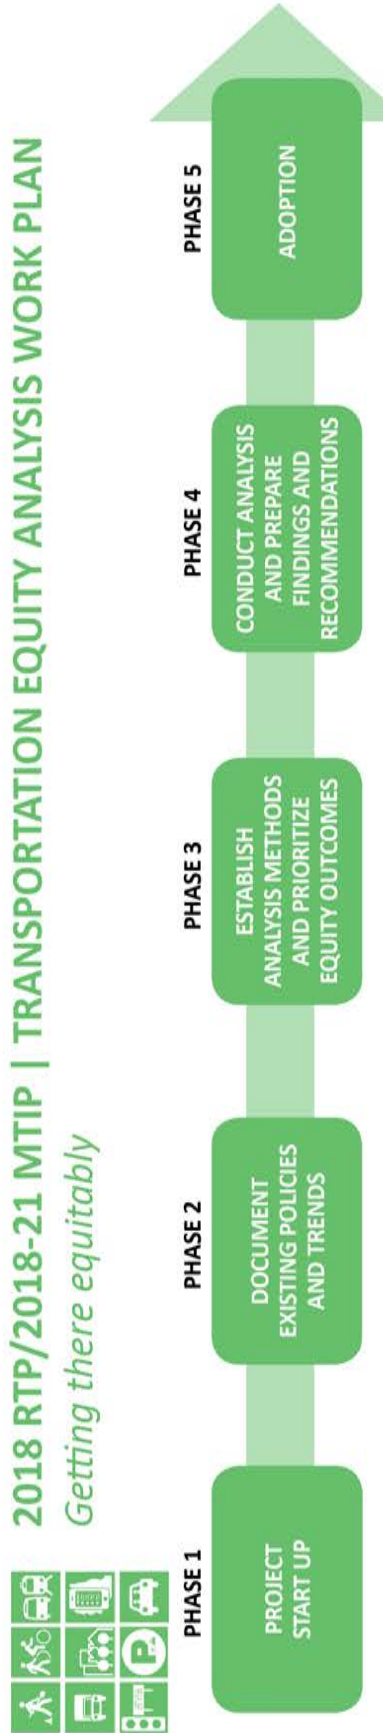 2018 RTP/2018-21 MTIP | TRANSPORTATION EQUITY ANALYSIS WORK PLAN
Getting there equitably
PHASE 1
PROJECT
START UP
PHASE 2
DOCUMENT
EXISTING POLICIES
AND TRENDS
PHASE 3
ESTABLISH
ANALYSIS METHODS
AND PRIORITIZE
EQUITY OUTCOMES
PHASE 4
CONDUCT ANALYSIS
AND PREPARE
FINDINGS AND
RECOMMENDATIONS
PHASE 5
ADOPTION
P